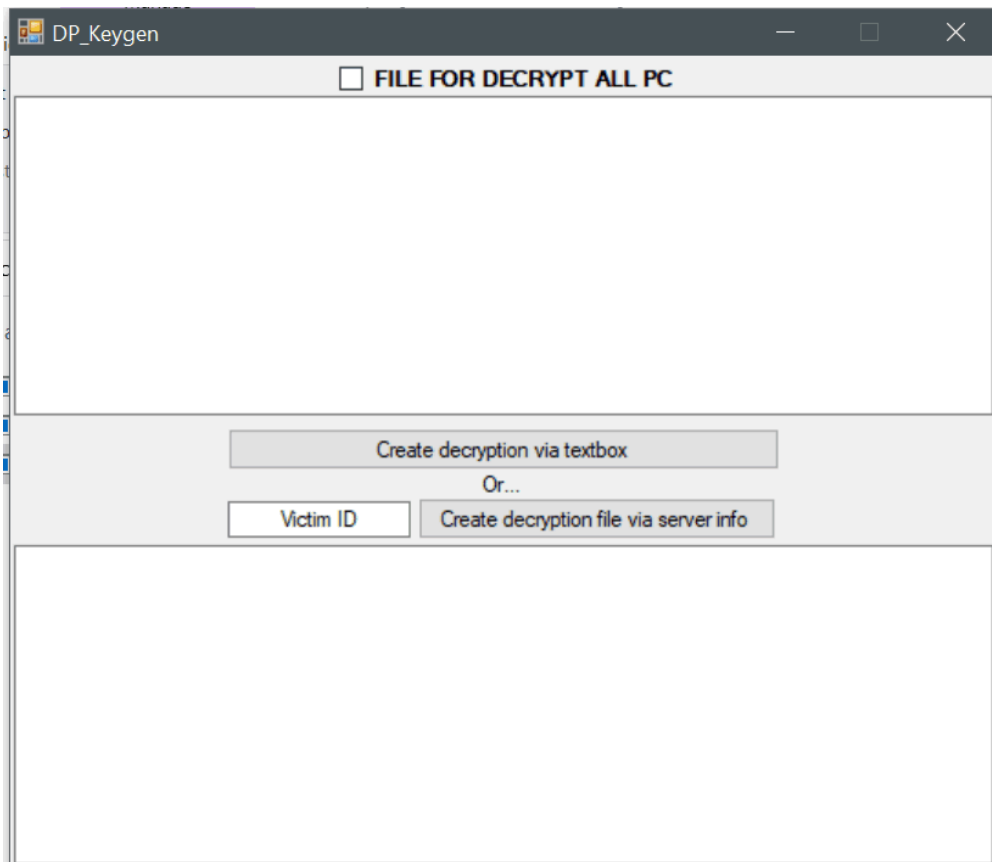 DP_Keygen
FILE FOR DECRYPT ALL PC
Create decryption via textbox
Or...
Victim ID
Create decryption file via server info